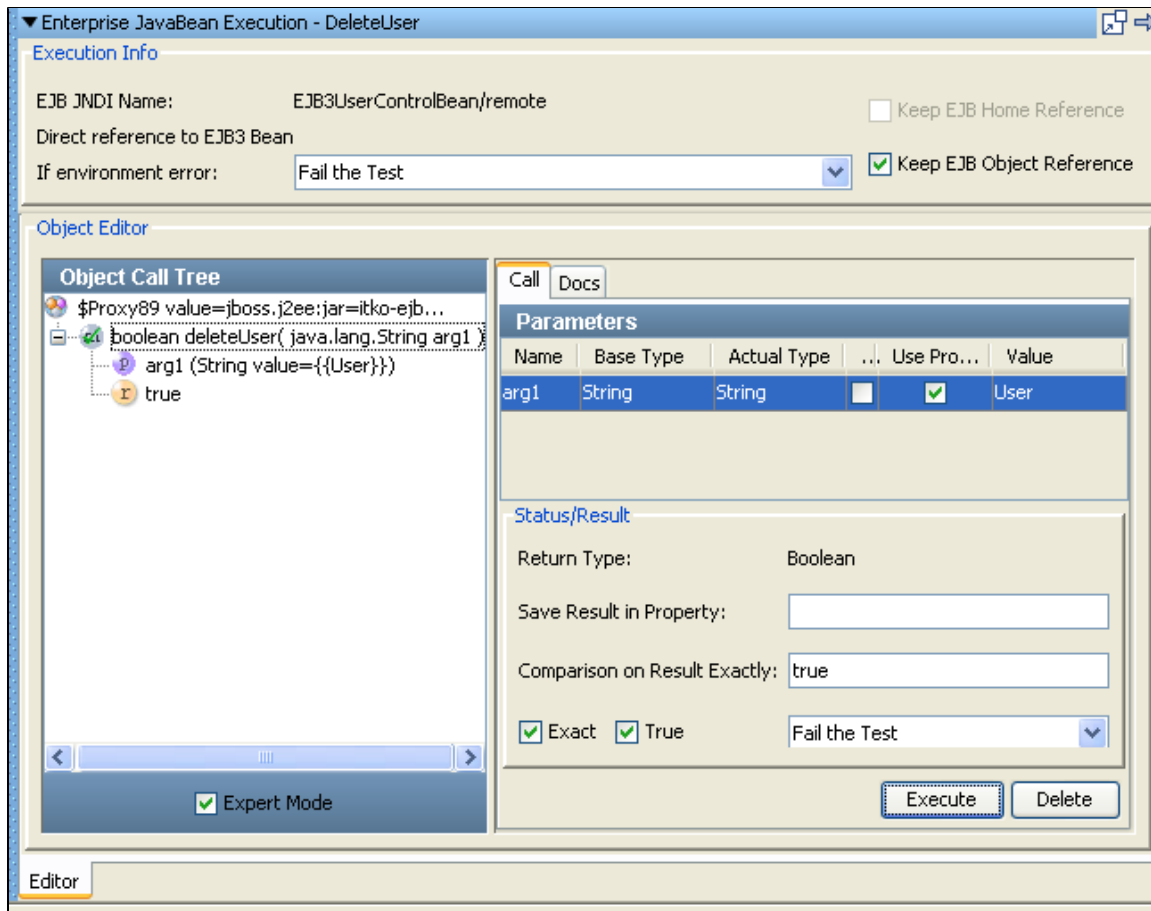 Enterprise JavaBean Execution - DeleteUser
Execution Info
EJB JNDI Name: EJB3UserControlBean/remote
Keep EJB Home Reference
Direct reference to EJB3 Bean
If environment error: Fail the Test
Keep EJB Object Reference
Object Editor
Object Call Tree
$Proxy89 value=jboss.j2ee:jar=itko-ejb...
boolean deleteUser( java.lang.String arg1 )
P arg1 (String value={{User}})
r true
Expert Mode
Call Docs
Parameters
Name Base Type Actual Type ... Use Pro... Value
arg1 String String User
Status/Result
Return Type: Boolean
Save Result in Property:
Comparison on Result Exactly: true
Exact True Fail the Test
Execute Delete
Editor